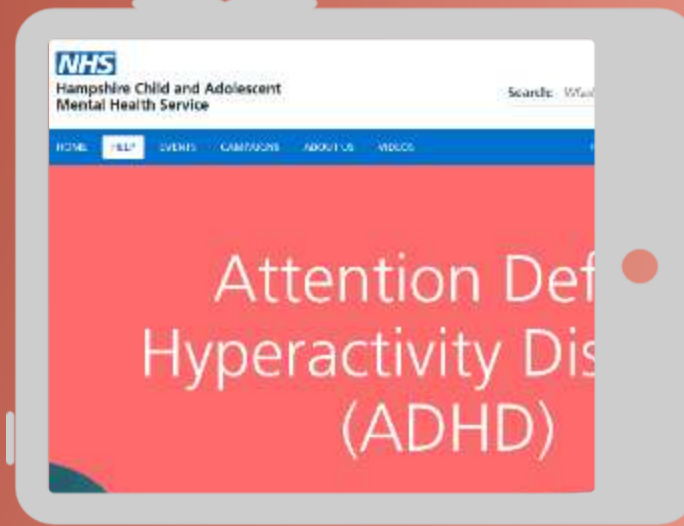 NHS
Hampshire Child and Adolescent
Mental Health Service
Search:
HOME HELP EVENTS CAMPAIGNS ABOUT US VIDEOS
Attention Def
Hyperactivity Dis
(ADHD)